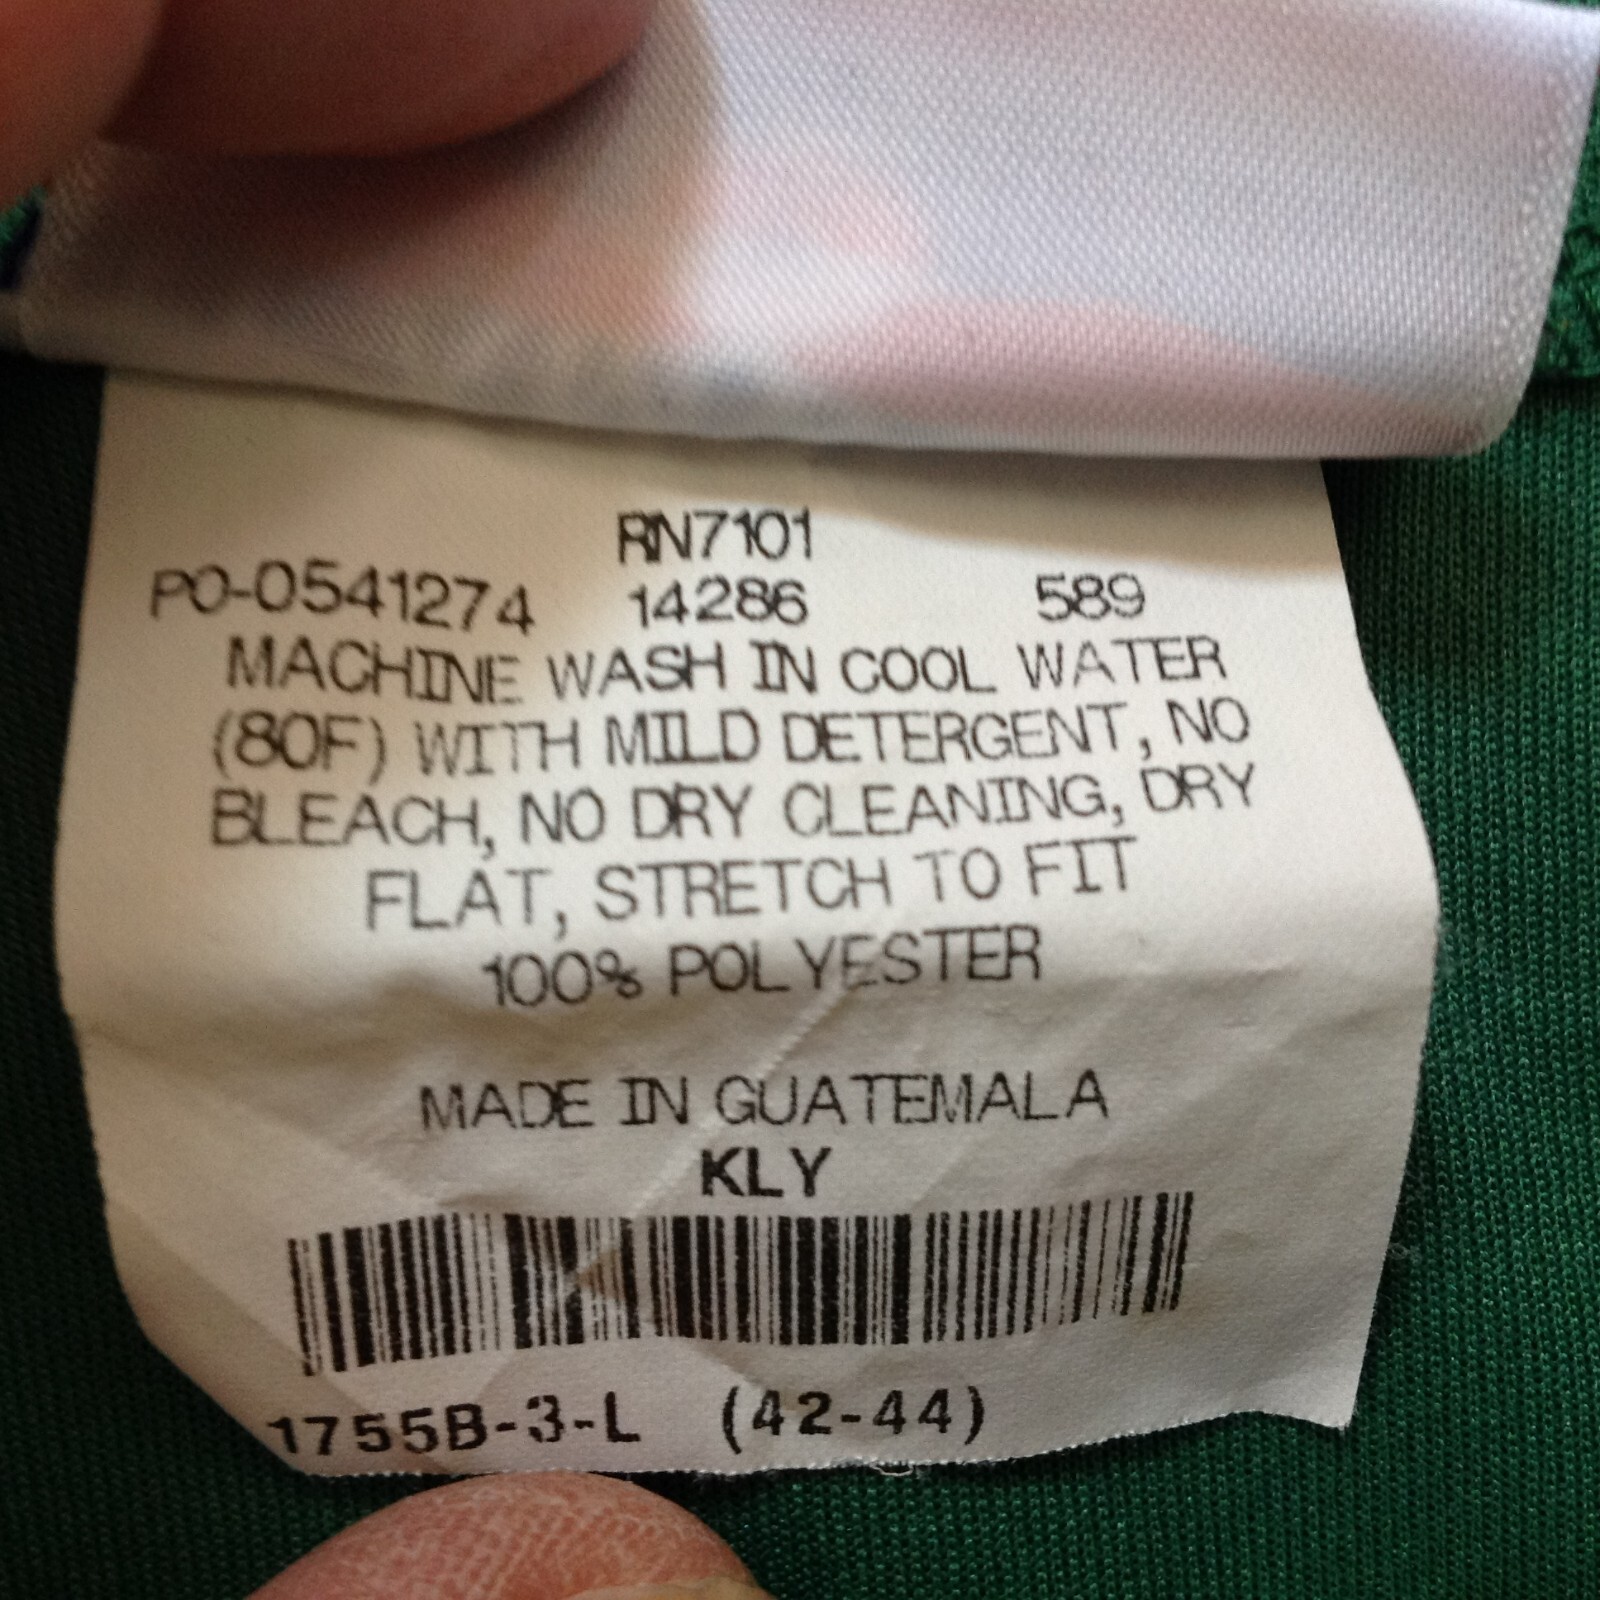 RN7101
PO-0541274 14286 589
MACHINE WASH IN COOL WATER
(80F) WITH MILD DETERGENT, NO
BLEACH, NO DRY CLEANING, DRY
FLAT, STRETCH TO FIT
100% POLYESTER
MADE IN GUATEMALA
KLY
1755B-3-L (42-44)